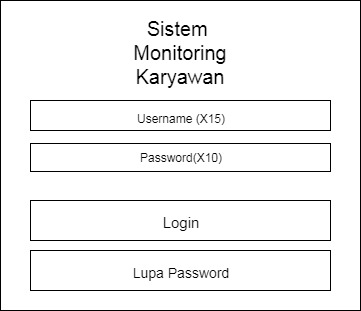 Sistem
Monitoring
Karyawan
Username (X15)
Password(X10)
Login
Lupa Password